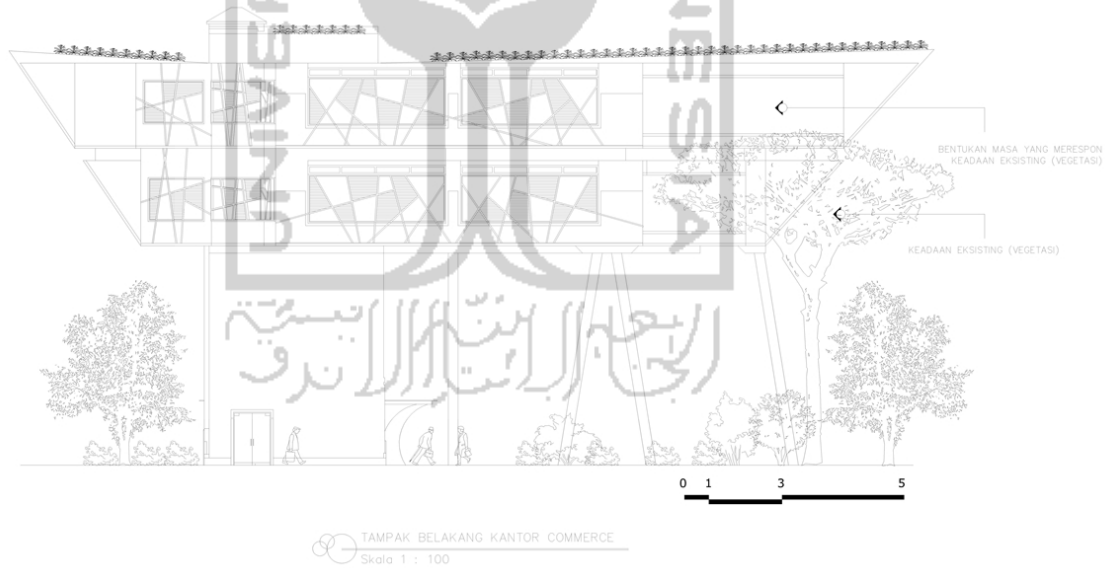 NESIA
BENTUKAN MASA YANG MERESPON
KEADAAN EKSISTING (VEGETASI)
KEADAAN EKSISTING (VEGETASI)
0 1 3 5
TAMPAK BELAKANG KANTOR COMMERCE
Skala 1 : 100